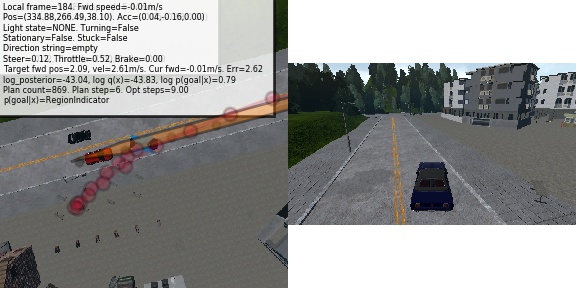 Local frame=184. Fwd speed=-0.01m/s
Pos=(334.88,266.49,38.10). Acc=(0.04,-0.16,0.00)
Light state=NONE. Turning=False
Stationary=False. Stuck=False
Direction string=empty
Steer=0.12, Throttle=0.52, Brake=0.00
Target fwd pos=2.09, vel=2.61m/s. Cur fwd=-0.01m/s. Err=2.62
log_posterior=-43.04, log q(x)=-43.83, log p(goal|x)=0.79
Plan count=869. Plan step=6. Opt steps=9.00
p(goal|x)=RegionIndicator